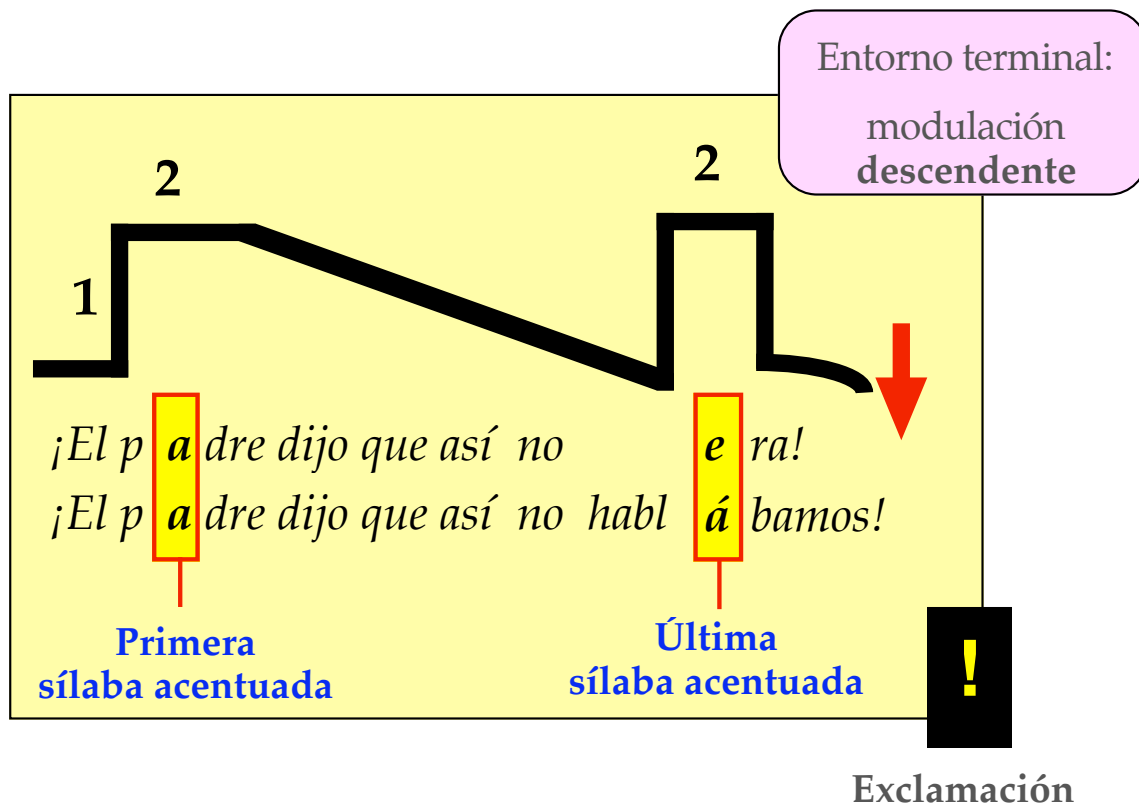 Entorno terminal:
modulación
descendente
2
2
1
¡El p a dre dijo que así no e ra!
¡El p a dre dijo que así no habl á bamos!
Primera
sílaba acentuada
Última
sílaba acentuada
!
Exclamación